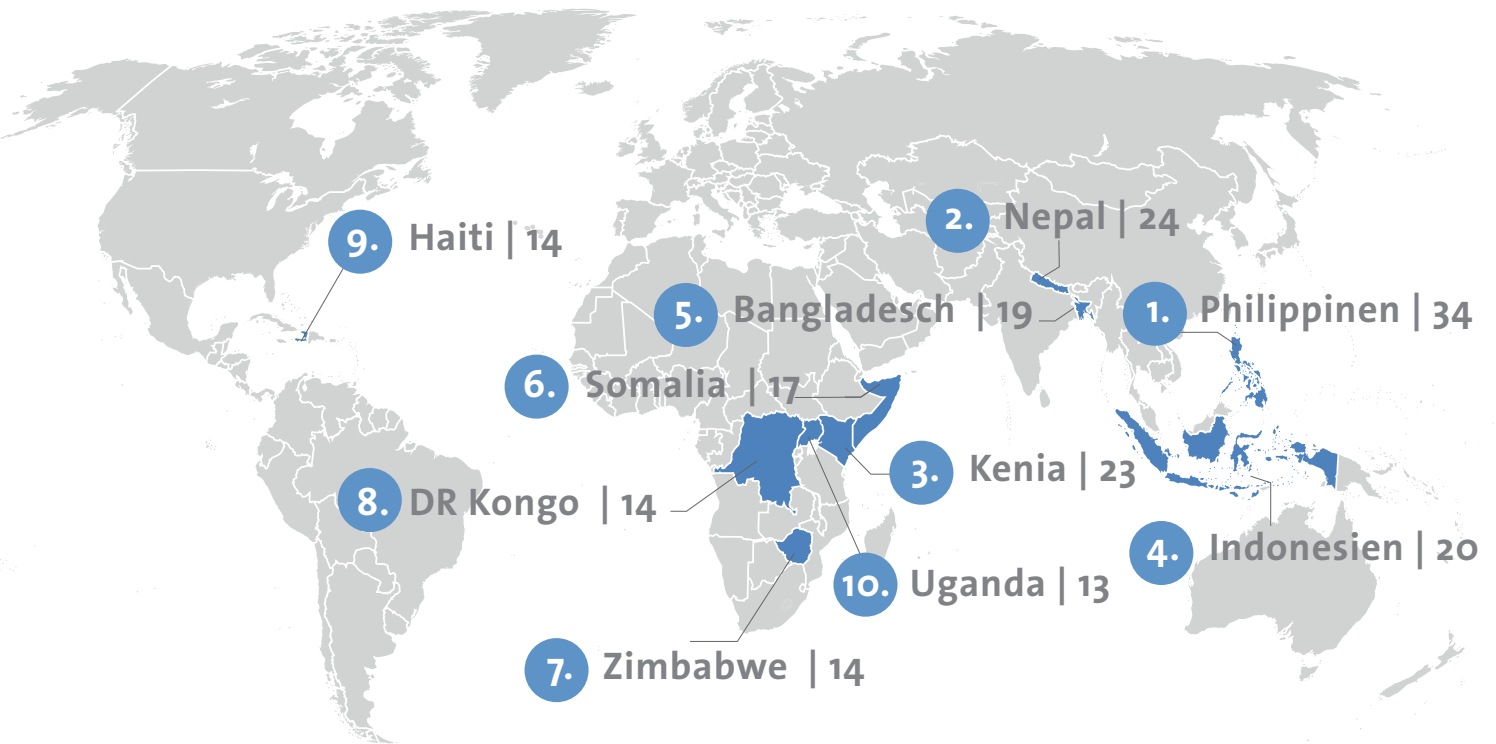 9. Haiti | 14
2. Nepal | 24
5. Bangladesch | 19
1. Philippinen | 34
6. Somalia | 17
3. Kenia | 23
8. DR Kongo | 14
4. Indonesien | 20
10. Uganda | 13
7. Zimbabwe | 14